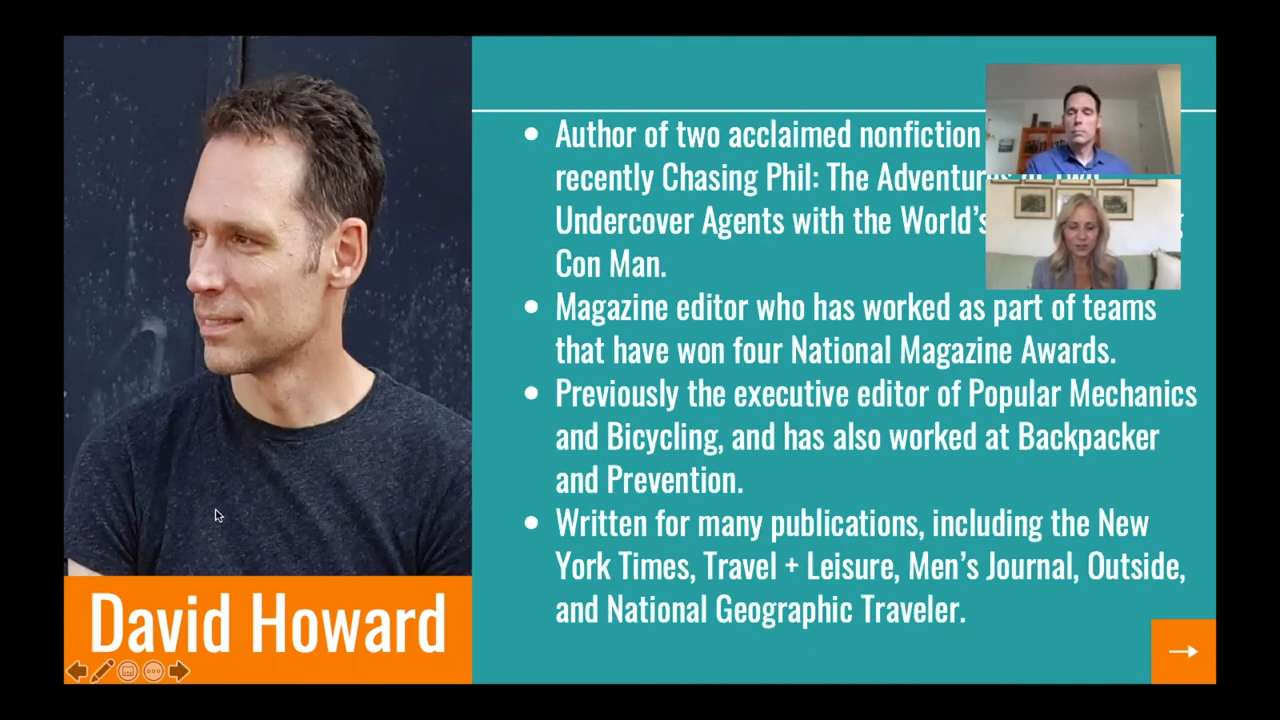 Author of two acclaimed nonfiction
recently Chasing Phil: The Adventures of Two
Undercover Agents with the World's
Con Man.
Magazine editor who has worked as part of teams
that have won four National Magazine Awards.
Previously the executive editor of Popular Mechanics
and Bicycling, and has also worked at Backpacker
and Prevention.
Written for many publications, including the New
York Times, Travel + Leisure, Men's Journal, Outside,
and National Geographic Traveler.
David Howard